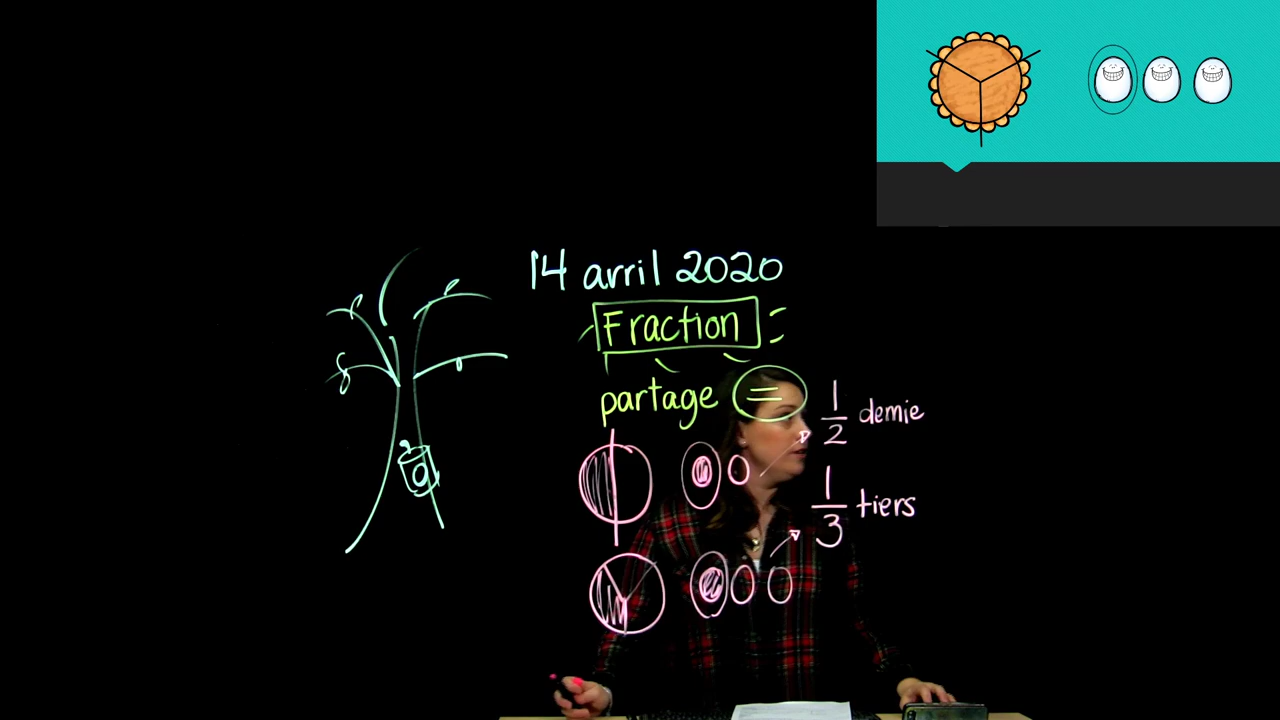 14 avril 2020
Fraction
partage =
1/2 demie
1/3 tiers